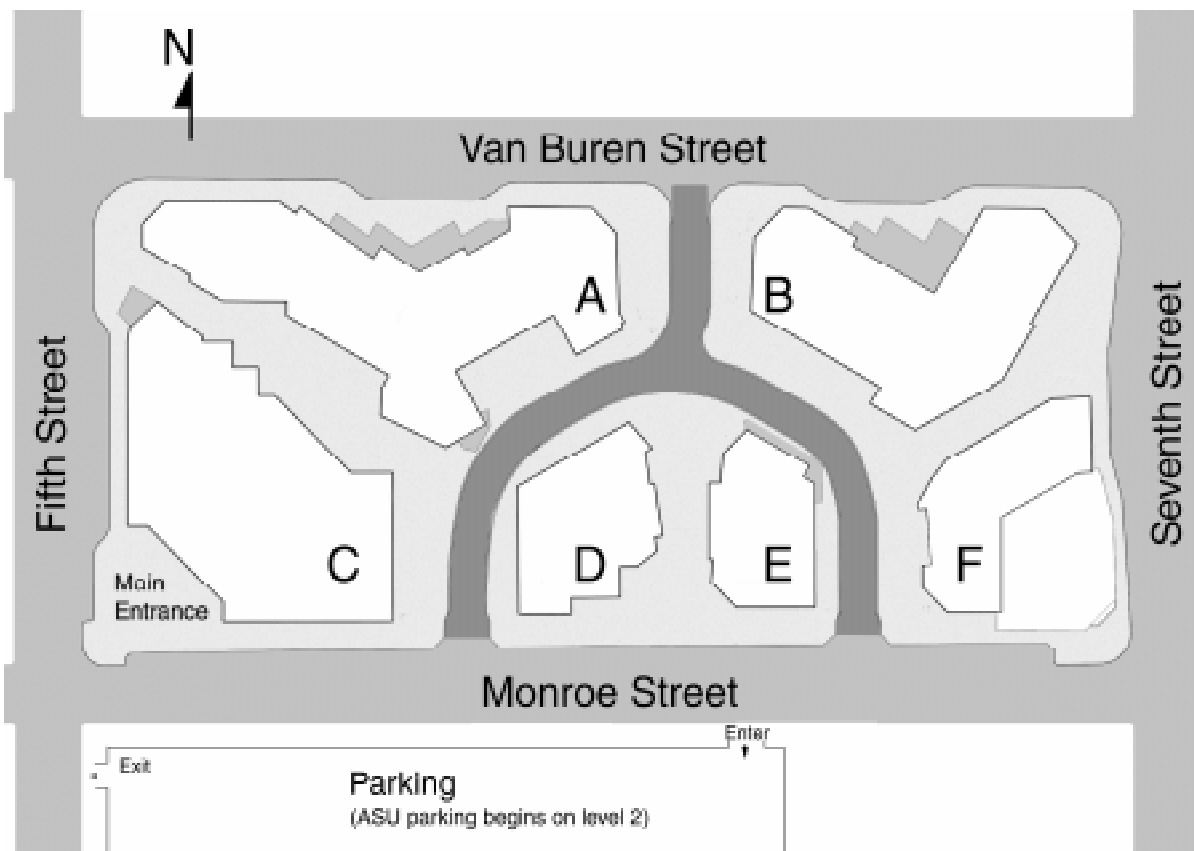 N
Van Buren Street
A
B
Fifth Street
Seventh Street
C
D
E
F
Main
Entrance
Monroe Street
Enter
Exit
Parking
(ASU parking begins on level 2)